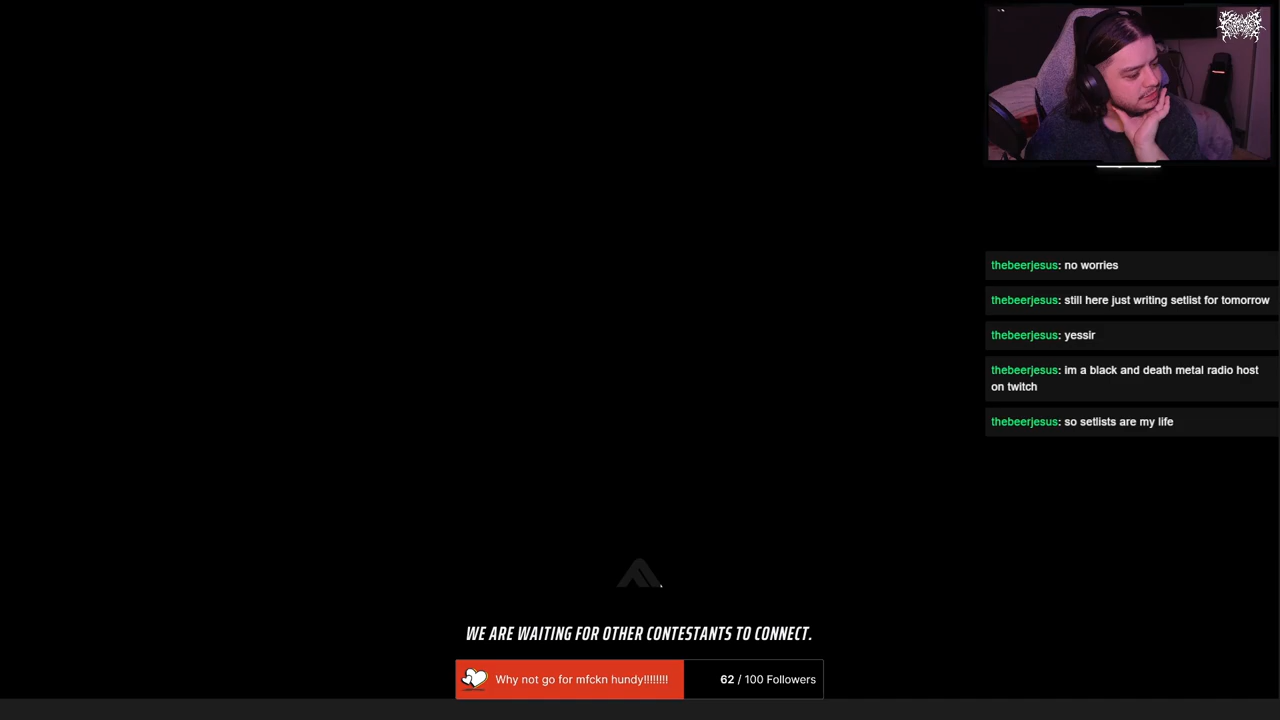 thebeerjesus: no worries
thebeerjesus: still here just writing setlist for tomorrow
thebeerjesus: yessir
thebeerjesus: im a black and death metal radio host
on twitch
thebeerjesus: so setlists are my life
WE ARE WAITING FOR OTHER CONTESTANTS TO CONNECT.
Why not go for mfckn hundy!!!!!!!! 62 / 100 Followers